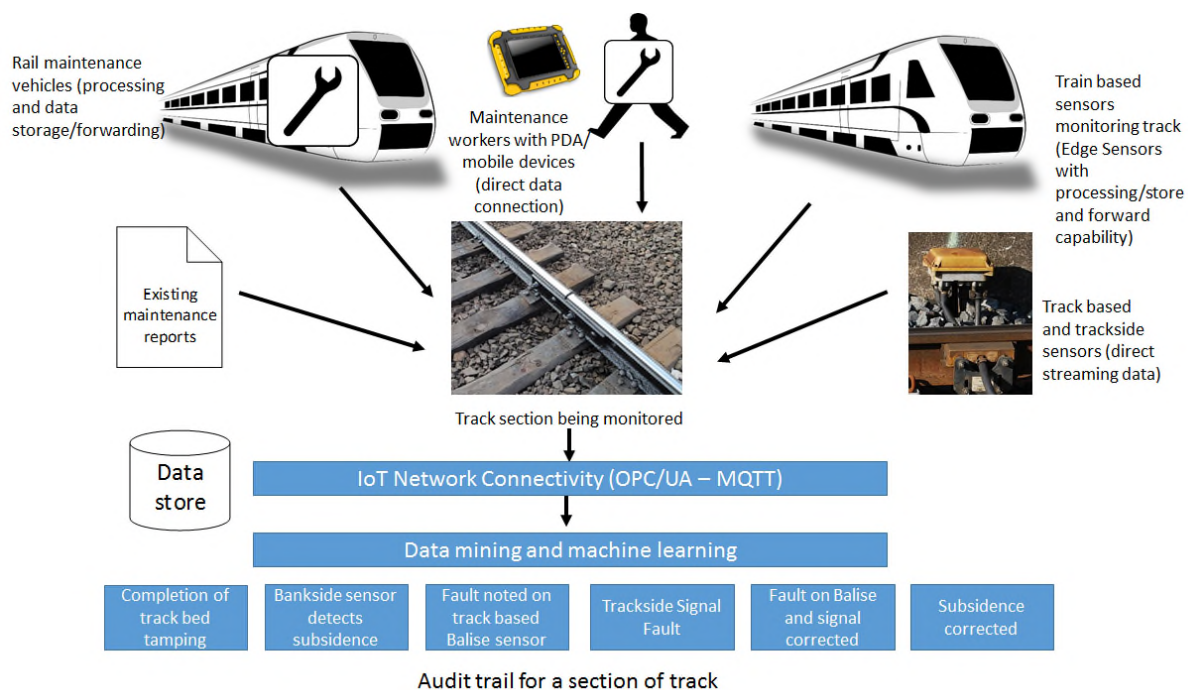 Rail maintenance
vehicles (processing
and data
storage/forwarding)
Maintenance
workers with PDA/
mobile devices
(direct data
connection)
Train based
sensors
monitoring track
(Edge Sensors
with
processing/store
and forward
capability)
Existing
maintenance
reports
Track based
and trackside
sensors (direct
streaming data)
Track section being monitored
Data
store
IoT Network Connectivity (OPC/UA – MQTT)
Data mining and machine learning
Completion of
track bed
tamping
Bankside sensor
detects
subsidence
Fault noted on
track based
Balise sensor
Trackside Signal
Fault
Fault on Balise
and signal
corrected
Subsidence
corrected
Audit trail for a section of track